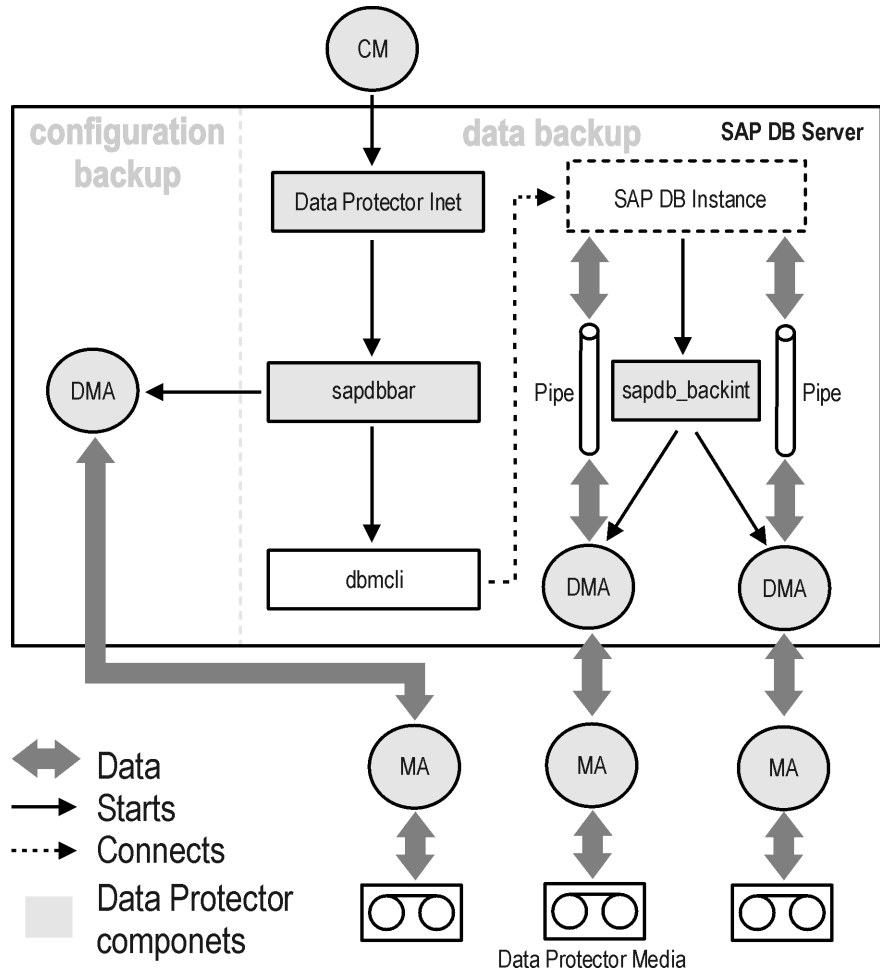 CM
configuration
backup
data backup
SAP DB Server
Data Protector Inet
SAP DB Instance
DMA
sapdbbar
Pipe
sapdb_backint
Pipe
dbmcli
DMA
DMA
MA
MA
MA
Data
Starts
Connects
Data Protector
componets
Data Protector Media